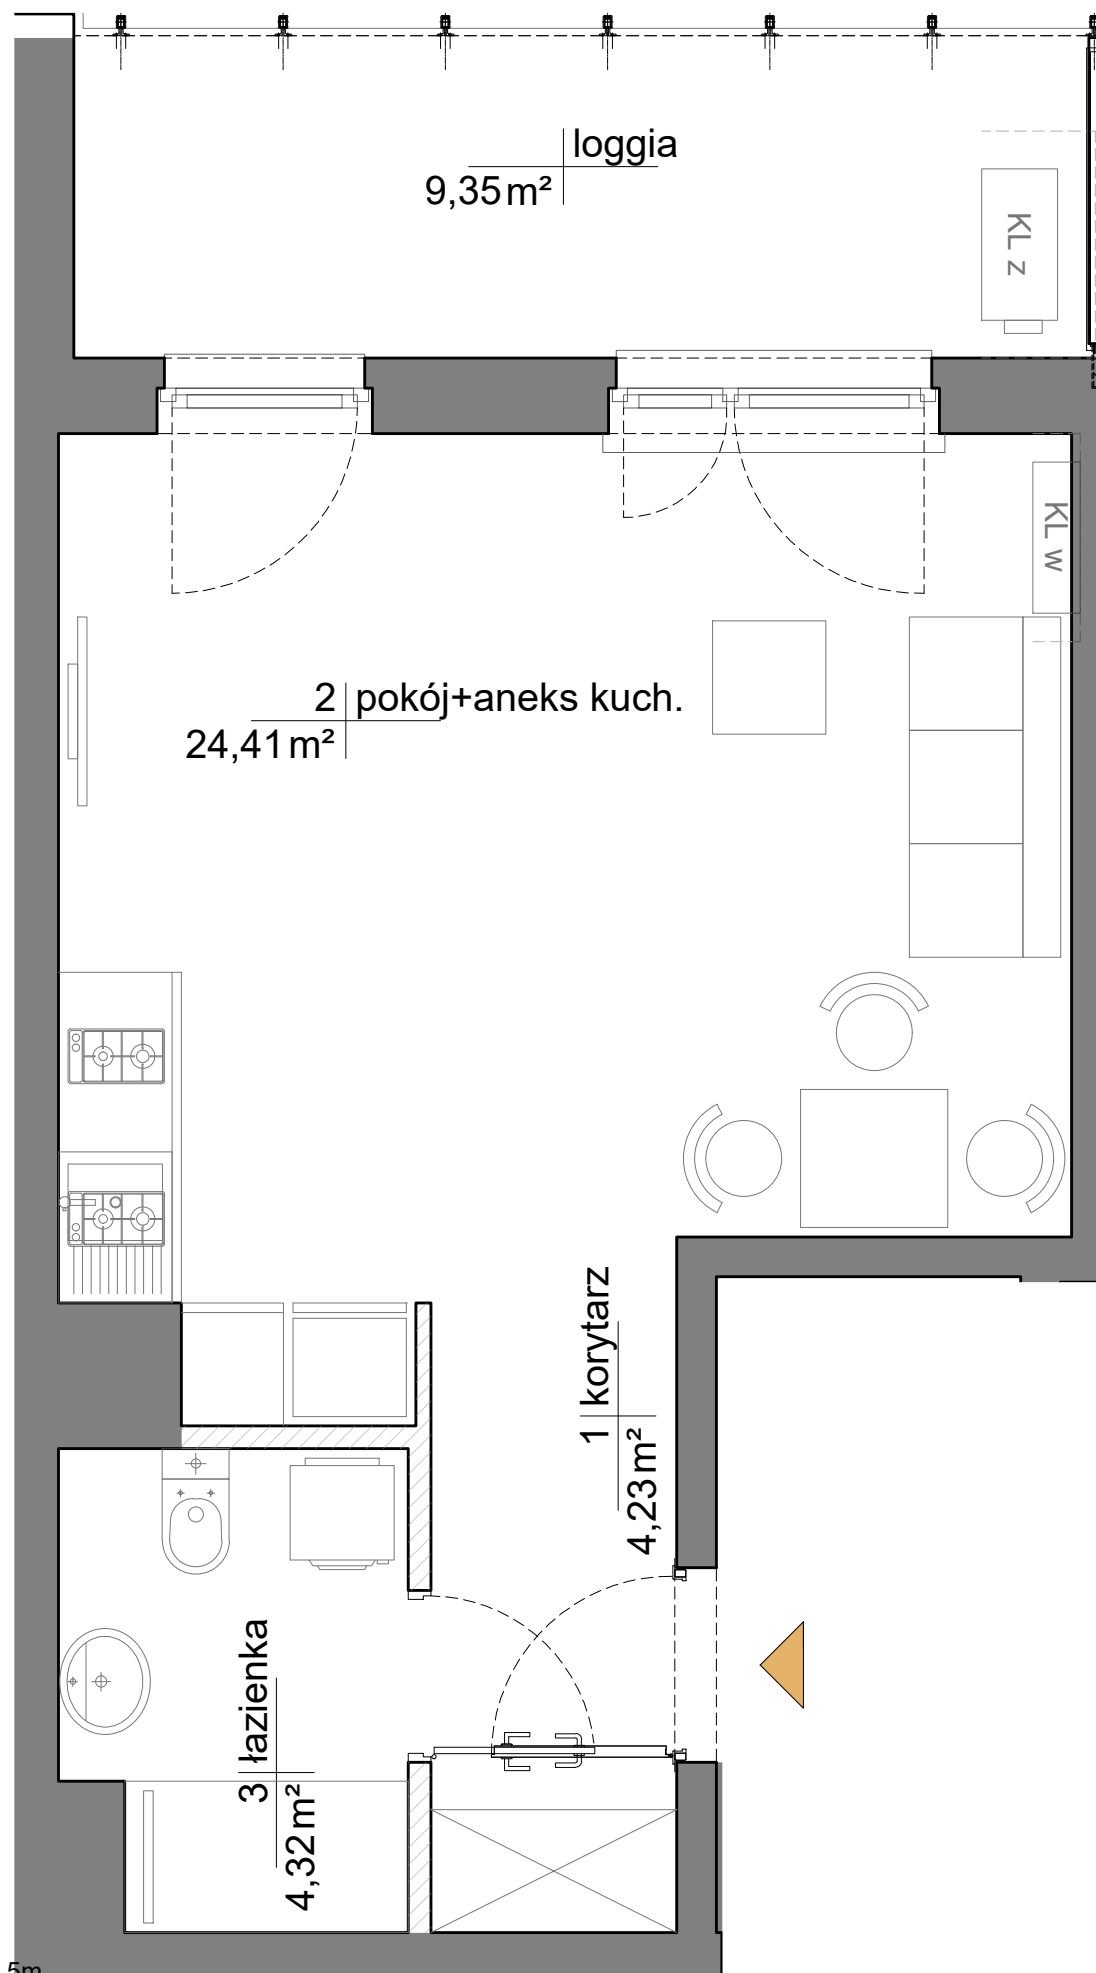 loggia
9,35 m²
KL z
KL w
2 pokój+aneks kuch.
24,41 m²
1 korytarz
4,23 m²
3 łazienka
4,32 m²
5m